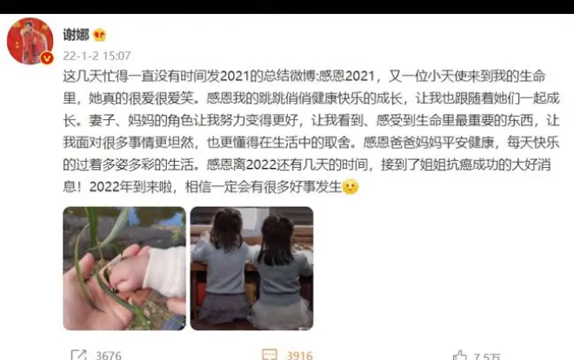 谢娜
22-1-2 15:07
这几天忙得一直没有时间发2021的总结微博:感恩2021，又一位小天使来到我的生命
里，她真的很爱很爱笑。感恩我的跳跳俏俏健康快乐的成长，让我也跟随着她们一起成
长。妻子、妈妈的角色让我努力变得更好，让我看到、感受到生命里最重要的东西，让
我面对很多事情更坦然，也更懂得在生活中的取舍。感恩爸爸妈妈平安健康，每天快乐
的过着多姿多彩的生活。感恩离2022还有几天的时间，接到了姐姐抗癌成功的大好消
息！2022年到来啦，相信一定会有很多好事发生
3676
3916
7.5万